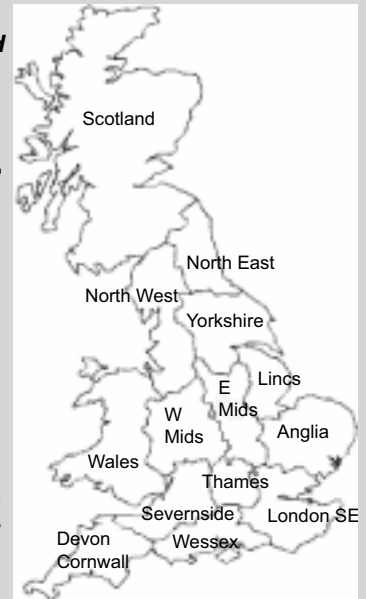 Scotland
North East
North West
Yorkshire
Lincs
E
Mids
W
Mids
Anglia
Wales
Thames
Severnside
London SE
Devon
Cornwall
Wessex